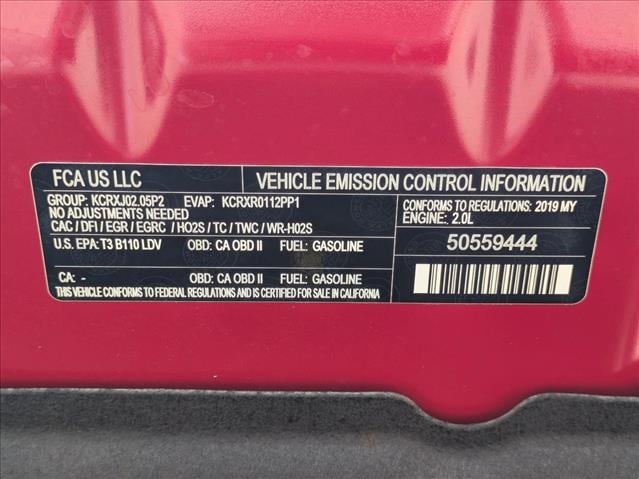 FCA US LLC
VEHICLE EMISSION CONTROL INFORMATION
GROUP: KCRXJ02.05P2 EVAP: KCRXR0112PP1
NO ADJUSTMENTS NEEDED
CAC / DFI / EGR / EGRC / HO2S / TC / TWC / WR-HO2S
CONFORMS TO REGULATIONS: 2019 MY
ENGINE: 2.0L
U.S. EPA: T3 B110 LDV OBD: CA OBD II FUEL: GASOLINE
50559444
CA: - OBD: CA OBD II FUEL: GASOLINE
THIS VEHICLE CONFORMS TO FEDERAL REGULATIONS AND IS CERTIFIED FOR SALE IN CALIFORNIA